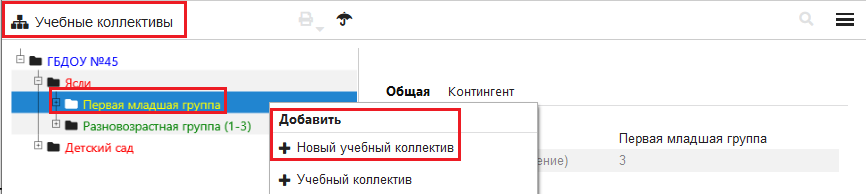 Учебные коллективы
ГБДОУ №45
Ясли
Первая младшая группа
Разновозрастная группа (1-3)
Детский сад
Общая Контингент
Добавить
Новый учебный коллектив
Учебный коллектив
Первая младшая группа
ение) 3